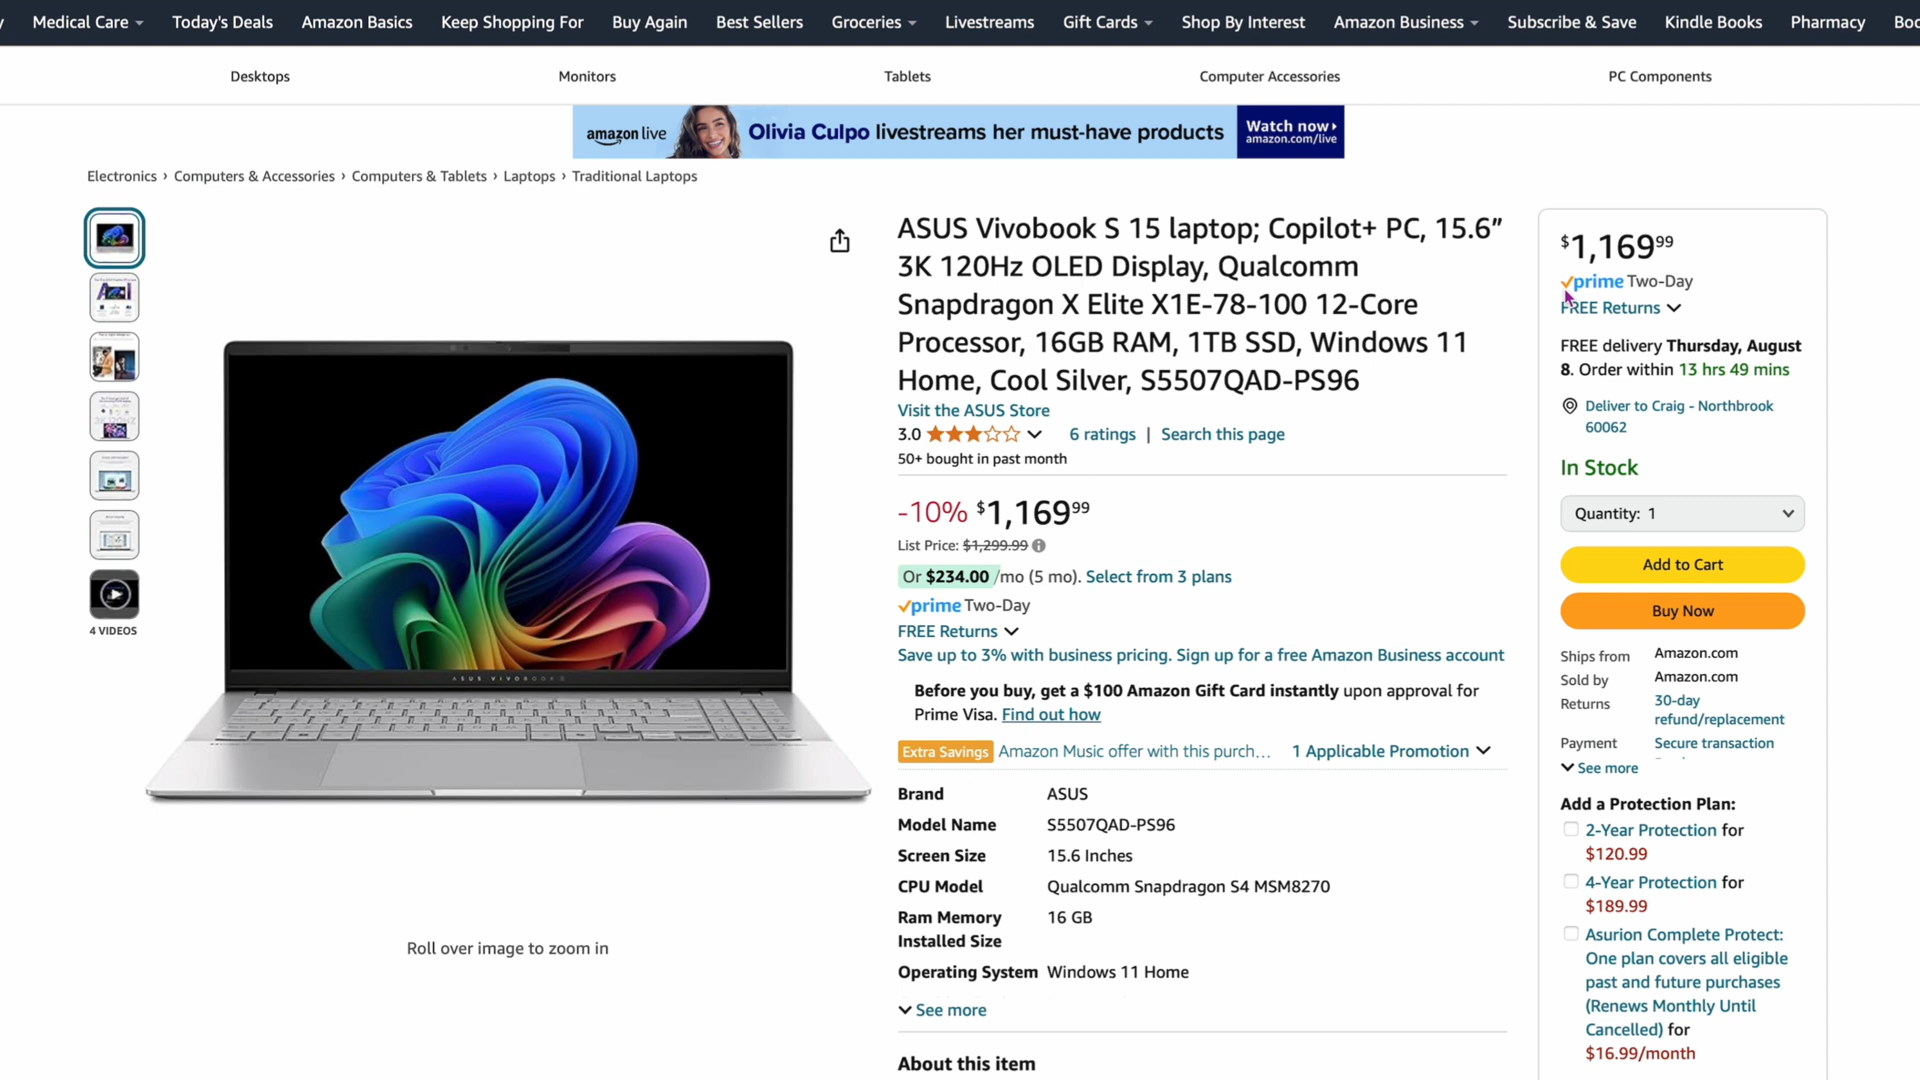 Medical Care
Today's Deals
Amazon Basics
Keep Shopping For
Buy Again
Best Sellers
Groceries
Livestreams
Gift Cards
Shop By Interest
Amazon Business
Subscribe & Save
Kindle Books
Pharmacy
Desktops
Monitors
Tablets
Computer Accessories
PC Components
amazon live
Olivia Culpo livestreams her must-have products
Watch now
amazon.com/live
Electronics › Computers & Accessories › Computers & Tablets › Laptops › Traditional Laptops
4 VIDEOS
ASUS VIVOBOOK S
Roll over image to zoom in
ASUS Vivobook S 15 laptop; Copilot+ PC, 15.6”
3K 120Hz OLED Display, Qualcomm
Snapdragon X Elite X1E-78-100 12-Core
Processor, 16GB RAM, 1TB SSD, Windows 11
Home, Cool Silver, S5507QAD-PS96
Visit the ASUS Store
3.0
6 ratings | Search this page
50+ bought in past month
-10% $1,169 99
List Price: $1,299.99
Or $234.00 /mo (5 mo). Select from 3 plans
prime Two-Day
FREE Returns
Save up to 3% with business pricing. Sign up for a free Amazon Business account
Before you buy, get a $100 Amazon Gift Card instantly upon approval for
Prime Visa. Find out how
Extra Savings Amazon Music offer with this purch… 1 Applicable Promotion
Brand ASUS
Model Name S5507QAD-PS96
Screen Size 15.6 Inches
CPU Model Qualcomm Snapdragon S4 MSM8270
Ram Memory 16 GB
Installed Size
Operating System Windows 11 Home
See more
About this item
$1,169 99
prime Two-Day
FREE Returns
FREE delivery Thursday, August
8. Order within 13 hrs 49 mins
Deliver to Craig - Northbrook
60062
In Stock
Quantity: 1
Add to Cart
Buy Now
Ships from Amazon.com
Sold by Amazon.com
Returns 30-day
refund/replacement
Payment Secure transaction
See more
Add a Protection Plan:
2-Year Protection for
$120.99
4-Year Protection for
$189.99
Asurion Complete Protect:
One plan covers all eligible
past and future purchases
(Renews Monthly Until
Cancelled) for
$16.99/month